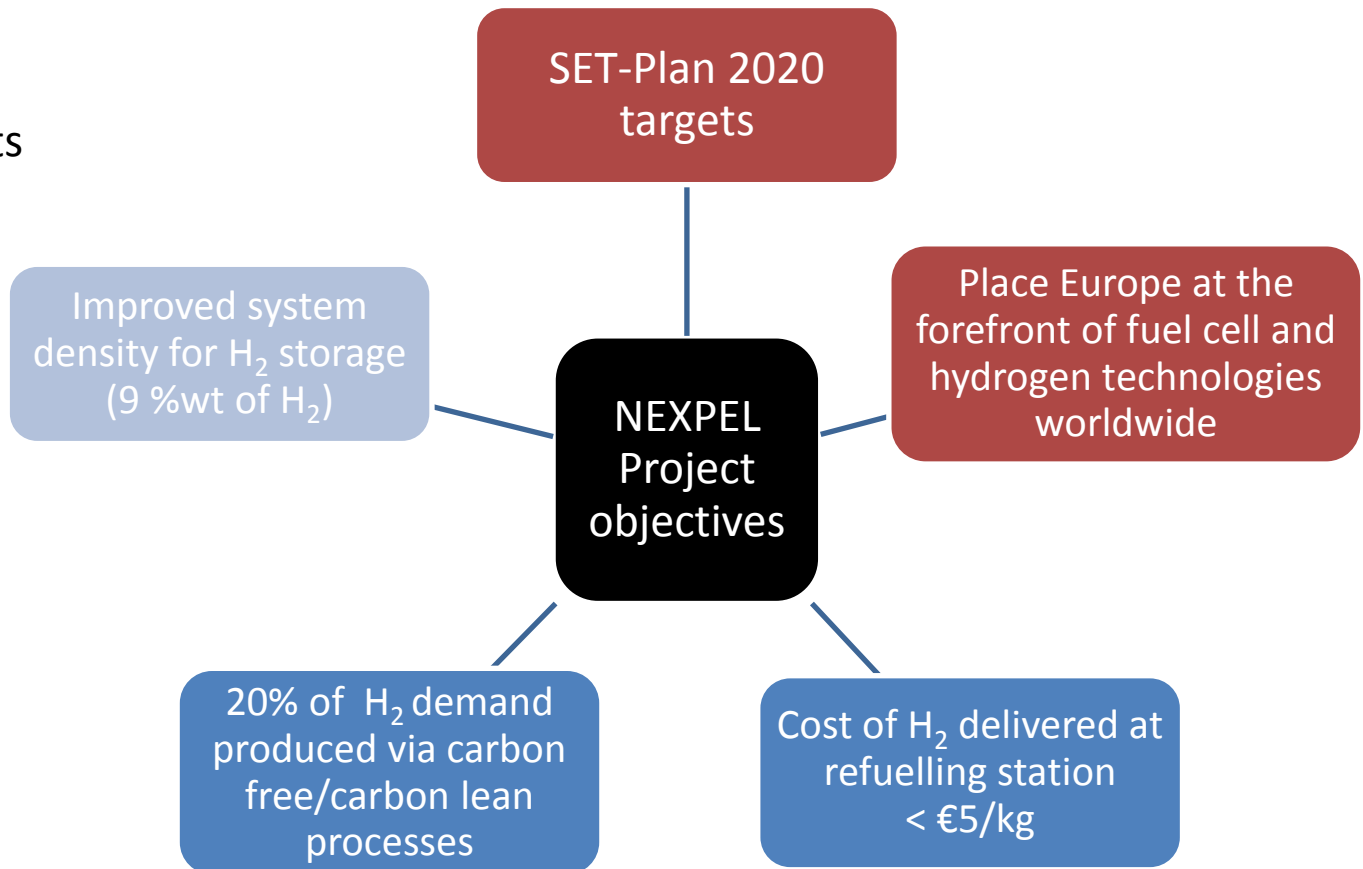 SET-Plan 2020
targets
ts
Improved system
density for H₂ storage
(9 %wt of H₂)
Place Europe at the
forefront of fuel cell and
hydrogen technologies
worldwide
NEXPEL
Project
objectives
20% of H₂ demand
produced via carbon
free/carbon lean
processes
Cost of H₂ delivered at
refuelling station
< €5/kg